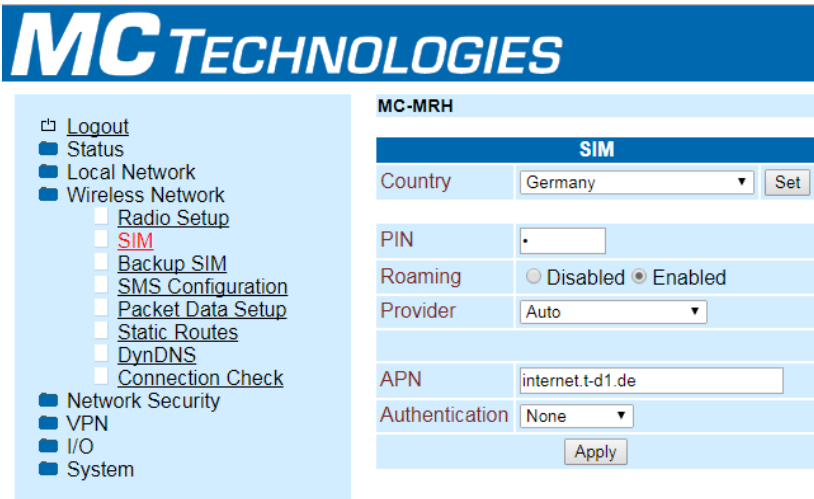 MC TECHNOLOGIES
Logout
Status
Local Network
Wireless Network
Radio Setup
SIM
Backup SIM
SMS Configuration
Packet Data Setup
Static Routes
DynDNS
Connection Check
Network Security
VPN
I/O
System
MC-MRH
SIM
Country Germany Set
PIN •
Roaming Disabled Enabled
Provider Auto
APN internet.t-d1.de
Authentication None
Apply